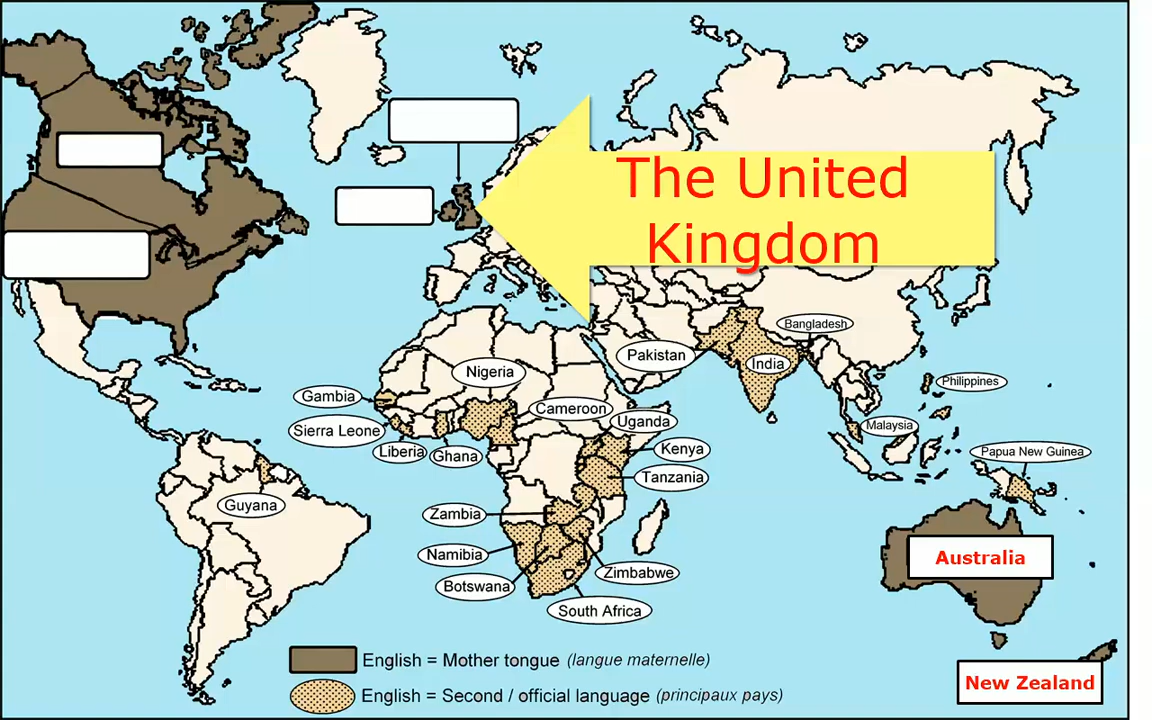 The United
Kingdom
Bangladesh
Pakistan
India
Nigeria
Philippines
Gambia
Cameroon
Uganda
Sierra Leone
Malaysia
Liberia
Ghana
Kenya
Papua New Guinea
Tanzania
Guyana
Zambia
Namibia
Australia
Zimbabwe
Botswana
South Africa
English = Mother tongue (langue maternelle)
New Zealand
English = Second / official language (principaux pays)